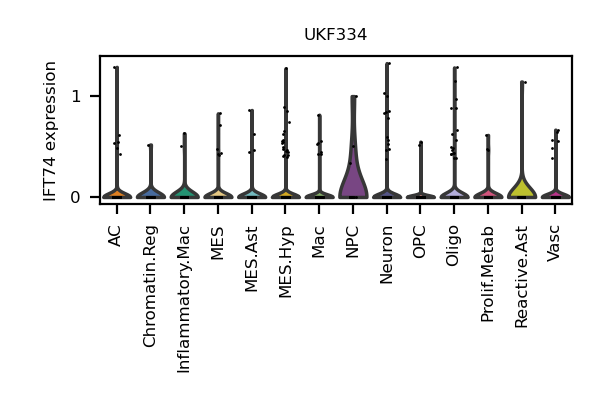 UKF334
IFT74 expression
1
0
AC
Chromatin.Reg
Inflammatory.Mac
MES
MES.Ast
MES.Hyp
Mac
NPC
Neuron
OPC
Oligo
Prolif.Metab
Reactive.Ast
Vasc